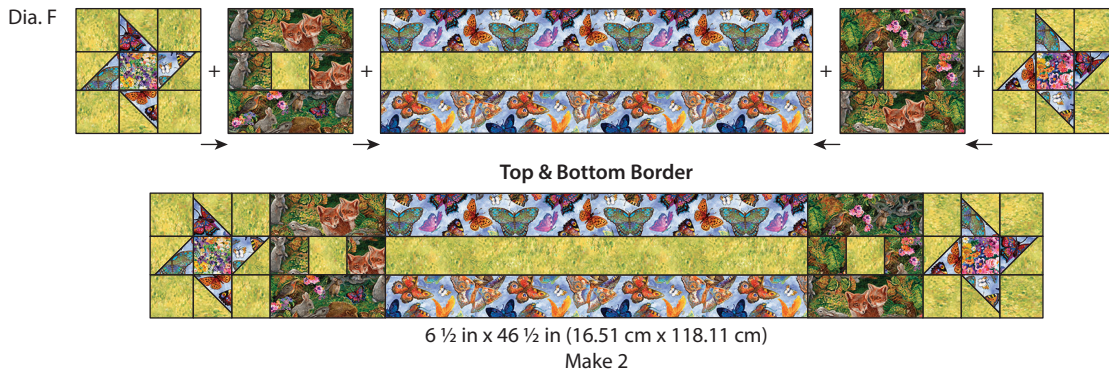 Dia. F
+ + + +
Top & Bottom Border
6 ½ in x 46 ½ in (16.51 cm x 118.11 cm)
Make 2